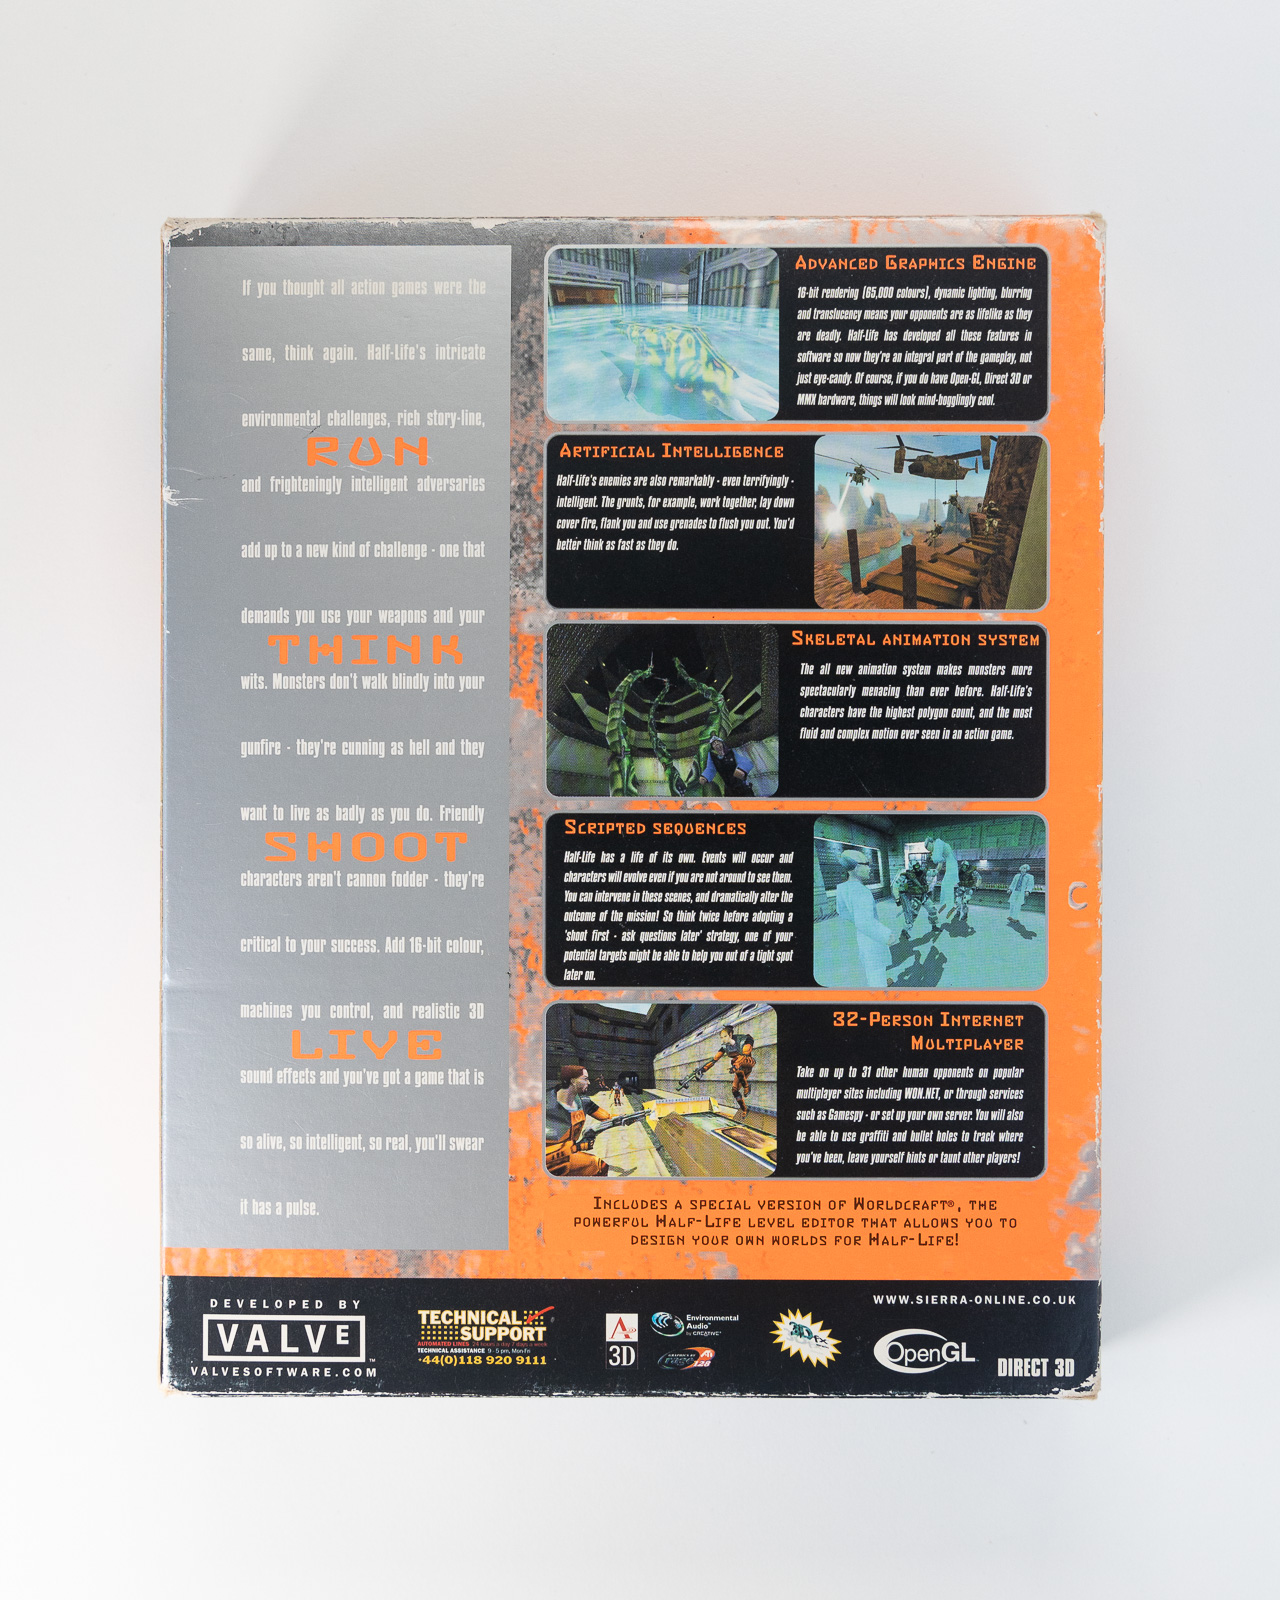 If you thought all action games were the
same, think again. Half-Life's intricate
environmental challenges, rich story-line,
RUN
and frighteningly intelligent adversaries
add up to a new kind of challenge - one that
demands you use your weapons and your
THINK
wits. Monsters don't walk blindly into your
gunfire - they're cunning as hell and they
want to live as badly as you do. Friendly
SHOOT
characters aren't cannon fodder - they're
critical to your success. Add 16-bit colour,
machines you control, and realistic 3D
LIVE
sound effects and you've got a game that is
so alive, so intelligent, so real, you'll swear
it has a pulse.
ADVANCED GRAPHICS ENGINE
16-bit rendering (65,000 colours), dynamic lighting, blurring
and translucency means your opponents are as lifelike as they
are deadly. Half-Life has developed all these features in
software so now they're an integral part of the gameplay, not
just eye-candy. Of course, if you do have Open-GL, Direct 3D or
MMX hardware, things will look mind-bogglingly cool.
ARTIFICIAL INTELLIGENCE
Half-Life's enemies are also remarkably - even terrifyingly -
intelligent. The grunts, for example, work together, lay down
cover fire, flank you and use grenades to flush you out. You'd
better think as fast as they do.
SKELETAL ANIMATION SYSTEM
The all new animation system makes monsters more
spectacularly menacing than ever before. Half-Life's
characters have the highest polygon count, and the most
fluid and complex motion ever seen in an action game.
SCRIPTED SEQUENCES
Half-Life has a life of its own. Events will occur and
characters will evolve even if you are not around to see them.
You can intervene in these scenes, and dramatically alter the
outcome of the mission! So think twice before adopting a
'shoot first - ask questions later' strategy, one of your
potential targets might be able to help you out of a tight spot
later on.
32-PERSON INTERNET
MULTIPLAYER
Take on up to 31 other human opponents on popular
multiplayer sites including WON.NET, or through services
such as Gamespy - or set up your own server. You will also
be able to use graffiti and bullet holes to track where
you've been, leave yourself hints or taunt other players!
INCLUDES A SPECIAL VERSION OF WORLDCRAFT®, THE
POWERFUL HALF-LIFE LEVEL EDITOR THAT ALLOWS YOU TO
DESIGN YOUR OWN WORLDS FOR HALF-LIFE!
DEVELOPED BY
VALVE™
VALVESOFTWARE.COM
TECHNICAL
SUPPORT
AUTOMATED LINES 24 hours a day 7 days a week
TECHNICAL ASSISTANCE 9 - 5 pm, Mon-Fri
+44(0)118 920 9111
A
3D
Environmental
Audio™
by CREATIVE®
128
3Dfx
WWW.SIERRA-ONLINE.CO.UK
OpenGL
DIRECT 3D